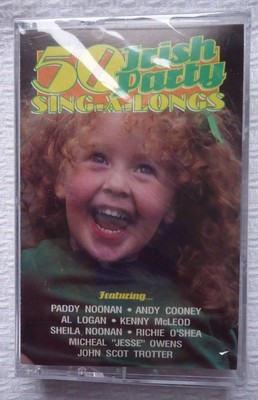 50 Irish
Party
SING-A-LONGS
Featuring...
PADDY NOONAN • ANDY COONEY
AL LOGAN • KENNY McLEOD
SHEILA NOONAN • RICHIE O'SHEA
MICHEAL "JESSE" OWENS
JOHN SCOT TROTTER